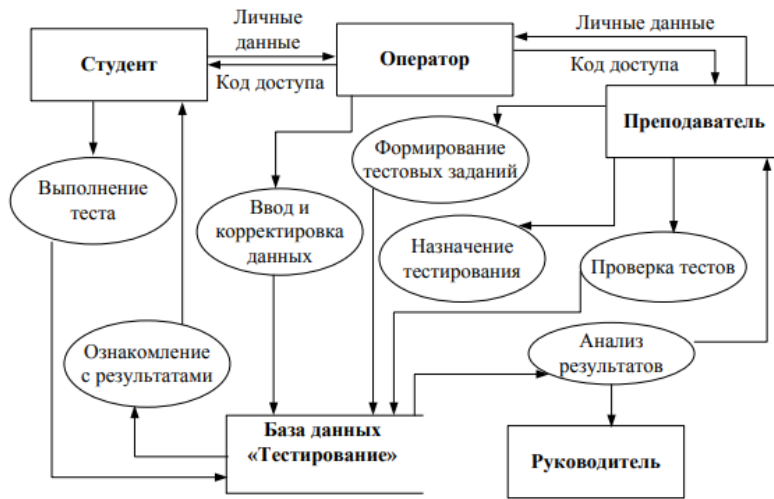 Личные
данные
Личные данные
Студент
Оператор
Код доступа
Код доступа
Преподаватель
Формирование
тестовых заданий
Выполнение
теста
Ввод и
корректировка
данных
Назначение
тестирования
Проверка тестов
Ознакомление
с результатами
Анализ
результатов
База данных
«Тестирование»
Руководитель